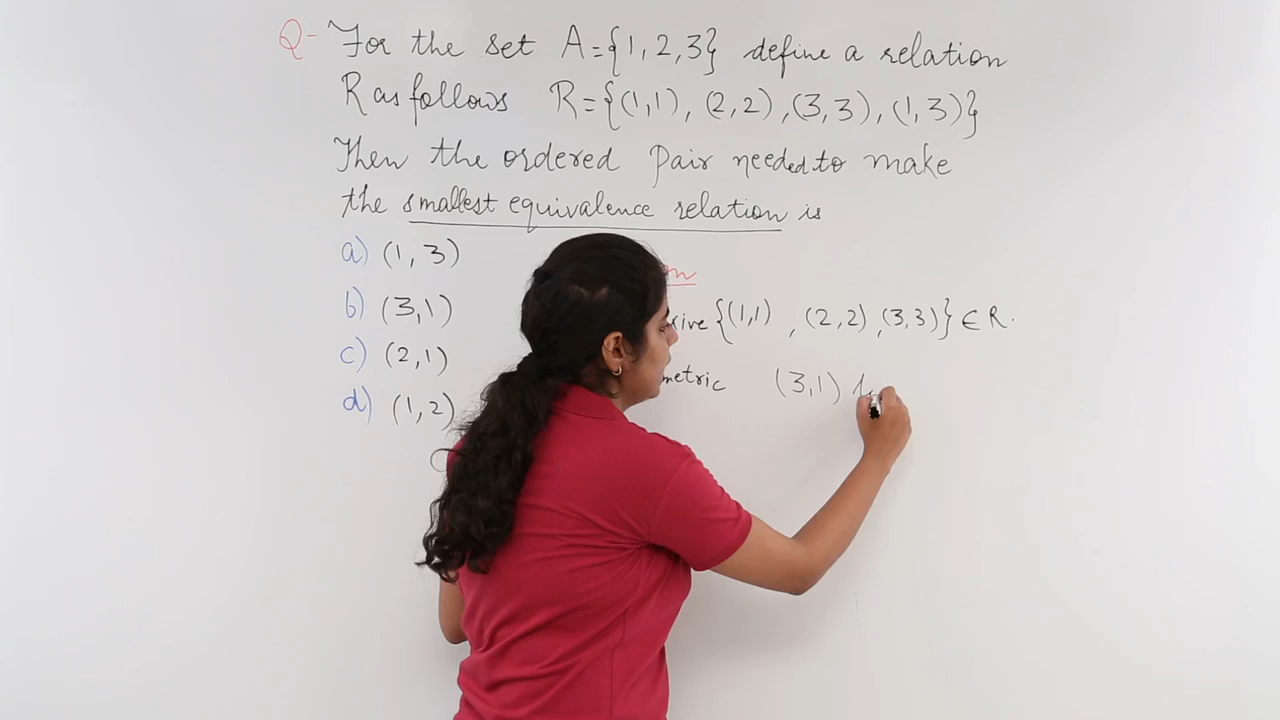 Q- For the set A={1,2,3} define a relation
R as follows R={(1,1), (2,2),(3,3),(1,3)}
Then the ordered pair needed to make
the smallest equivalence relation is
a) (1,3)
b) (3,1)
c) (2,1)
d) (1,2)
{(1,1) , (2,2),(3,3)} ∈ R.
(3,1)